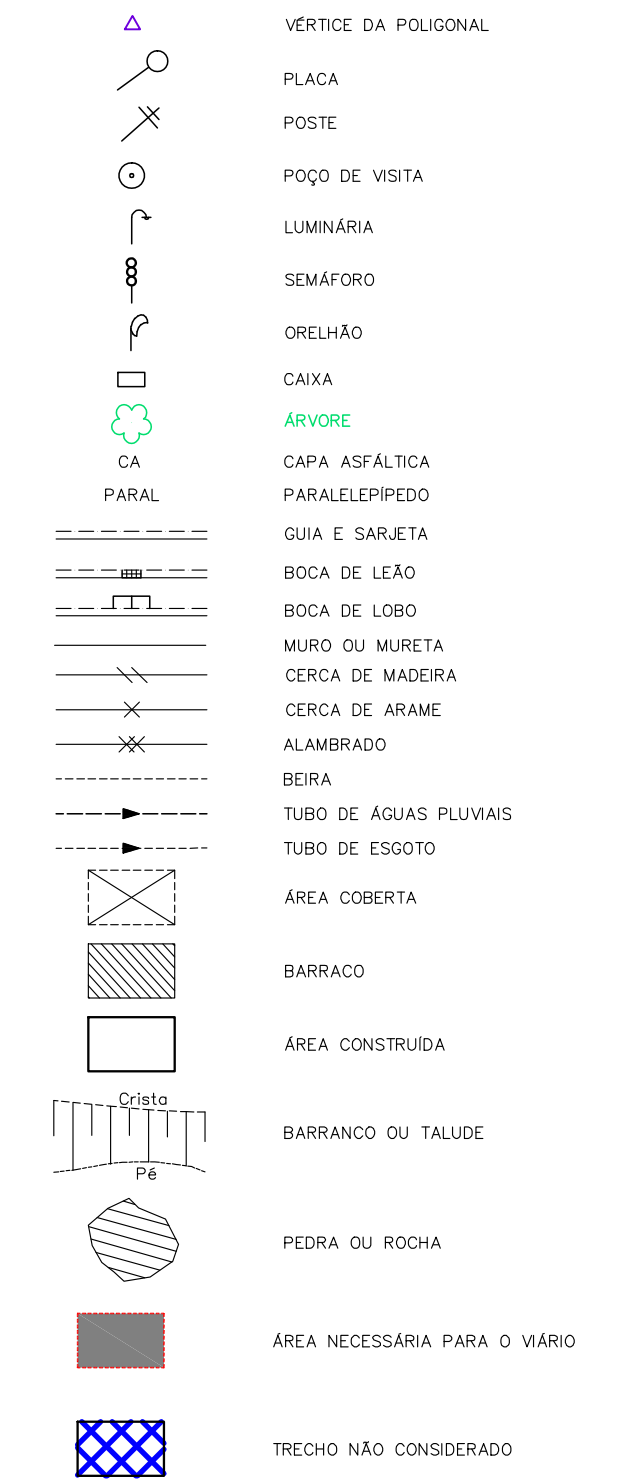 VÉRTICE DA POLIGONAL
PLACA
POSTE
POÇO DE VISITA
LUMINÁRIA
SEMÁFORO
ORELHÃO
CAIXA
ÁRVORE
CA CAPA ASFÁLTICA
PARAL PARALELEPÍPEDO
GUIA E SARJETA
BOCA DE LEÃO
BOCA DE LOBO
MURO OU MURETA
CERCA DE MADEIRA
CERCA DE ARAME
ALAMBRADO
BEIRA
TUBO DE ÁGUAS PLUVIAIS
TUBO DE ESGOTO
ÁREA COBERTA
BARRACO
ÁREA CONSTRUÍDA
Crista
BARRANCO OU TALUDE
Pé
PEDRA OU ROCHA
ÁREA NECESSÁRIA PARA O VIÁRIO
TRECHO NÃO CONSIDERADO